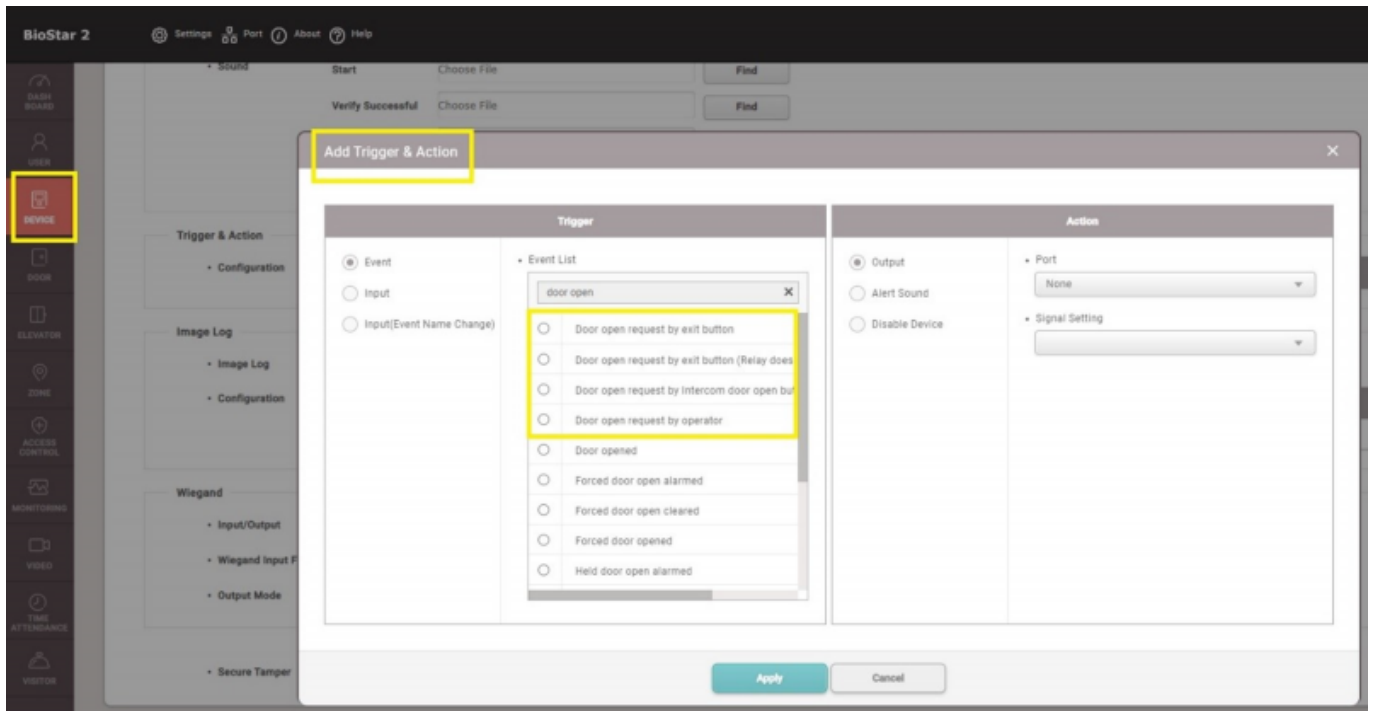 BioStar 2
Settings Port About Help
DASH
BOARD
USER
DEVICE
DOOR
ELEVATOR
ZONE
ACCESS
CONTROL
MONITORING
VIDEO
TIME
ATTENDANCE
VISITOR
• Sound
Start Choose File Find
Verify Successful Choose File Find
Trigger & Action
• Configuration
Image Log
• Image Log
• Configuration
Wiegand
• Input/Output
• Wiegand Input F
• Output Mode
• Secure Tamper
Add Trigger & Action
Trigger
Event
Input
Input(Event Name Change)
• Event List
door open
Door open request by exit button
Door open request by exit button (Relay does
Door open request by Intercom door open but
Door open request by operator
Door opened
Forced door open alarmed
Forced door open cleared
Forced door opened
Held door open alarmed
Action
Output
Alert Sound
Disable Device
• Port
None
• Signal Setting
Apply Cancel